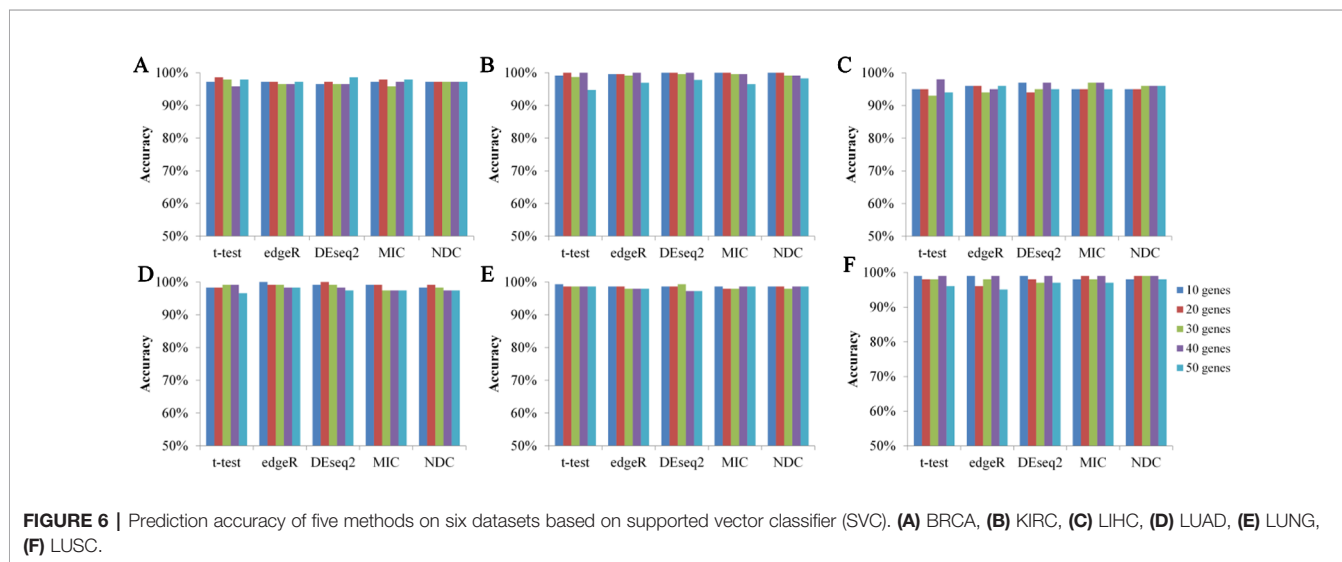 A
100%
90%
80%
70%
60%
50%
Accuracy
t-test edgeR DEseq2 MIC NDC
B
100%
90%
80%
70%
60%
50%
Accuracy
t-test edgeR DEseq2 MIC NDC
C
100%
90%
80%
70%
60%
50%
Accuracy
t-test edgeR DEseq2 MIC NDC
D
100%
90%
80%
70%
60%
50%
Accuracy
t-test edgeR DEseq2 MIC NDC
E
100%
90%
80%
70%
60%
50%
Accuracy
t-test edgeR DEseq2 MIC NDC
F
100%
90%
80%
70%
60%
50%
Accuracy
t-test edgeR DEseq2 MIC NDC
10 genes
20 genes
30 genes
40 genes
50 genes
FIGURE 6 | Prediction accuracy of five methods on six datasets based on supported vector classifier (SVC). (A) BRCA, (B) KIRC, (C) LIHC, (D) LUAD, (E) LUNG,
(F) LUSC.